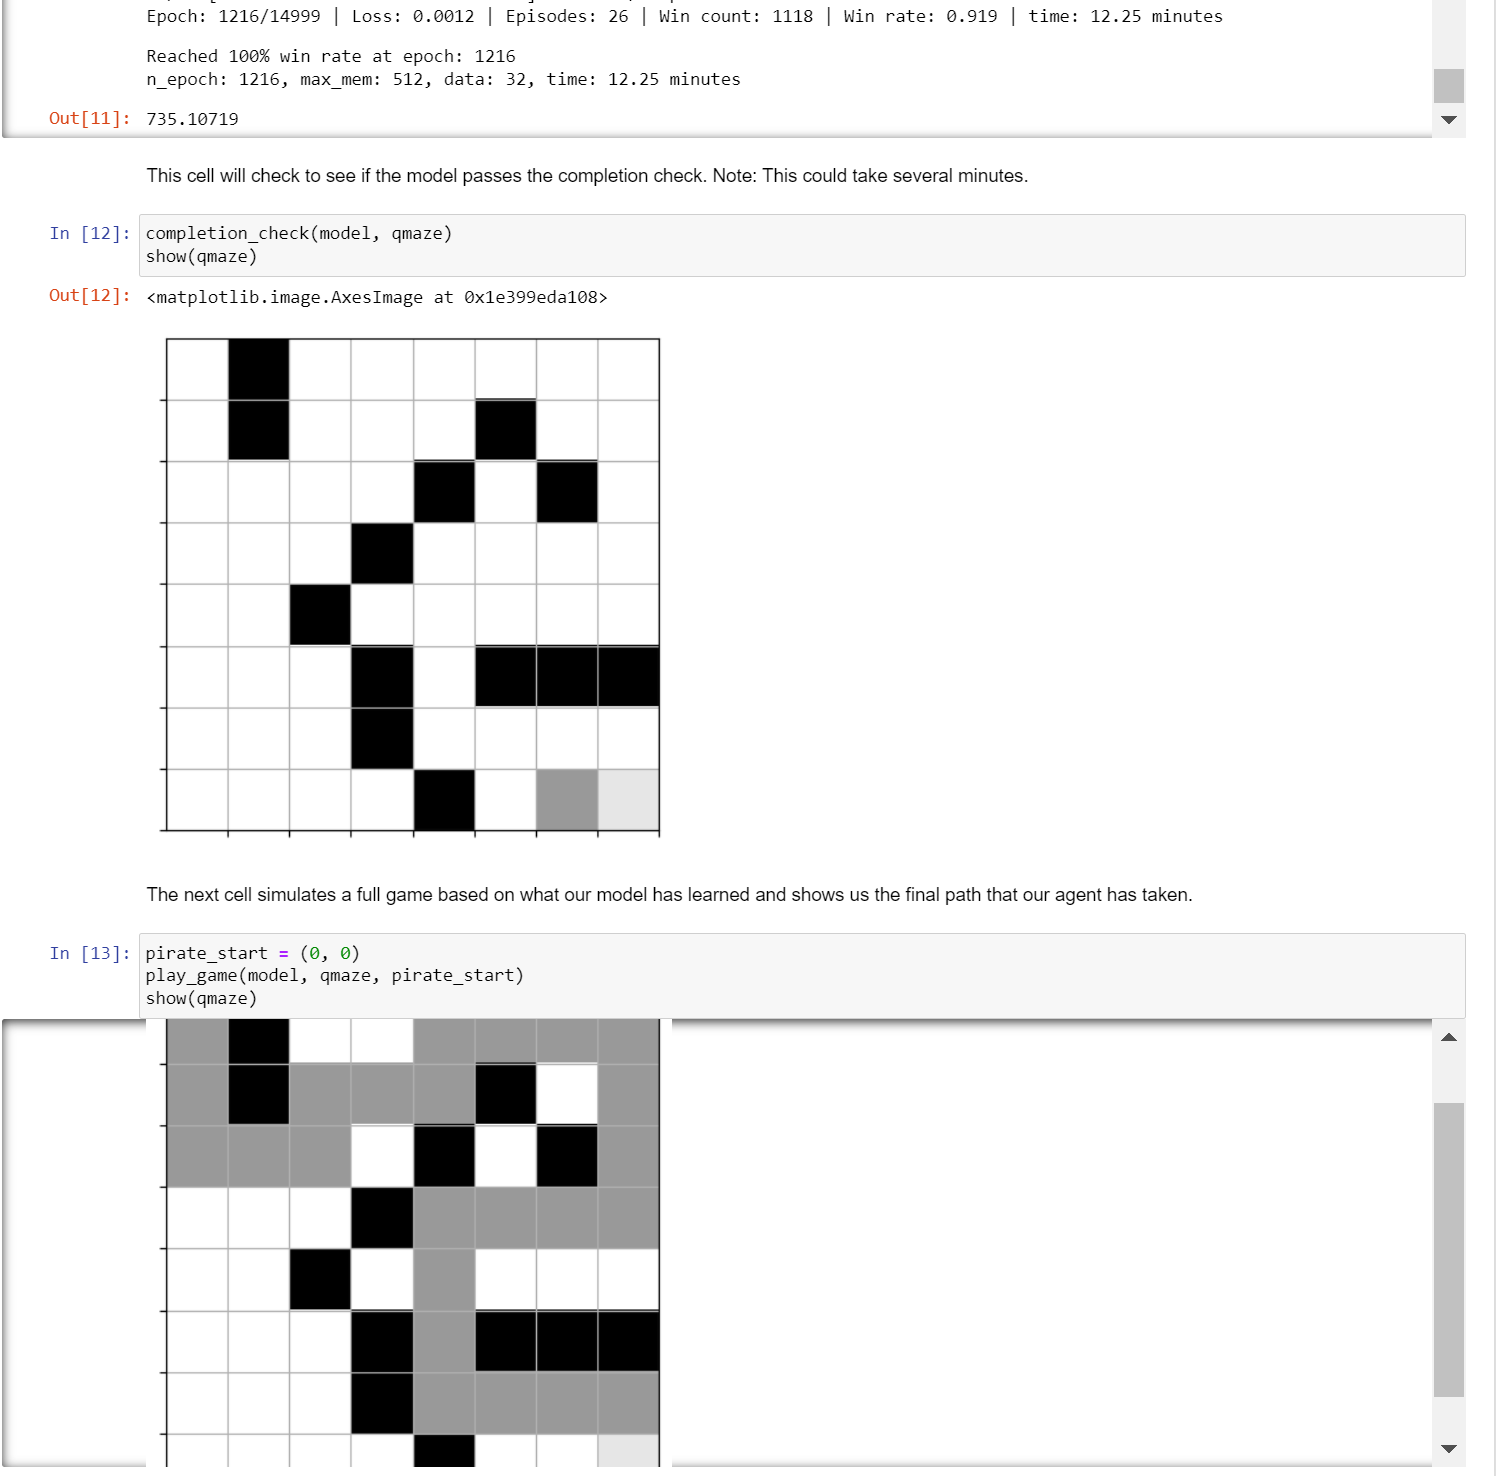 Epoch: 1216/14999 | Loss: 0.0012 | Episodes: 26 | Win count: 1118 | Win rate: 0.919 | time: 12.25 minutes
Reached 100% win rate at epoch: 1216
n_epoch: 1216, max_mem: 512, data: 32, time: 12.25 minutes
Out[11]: 735.10719
This cell will check to see if the model passes the completion check. Note: This could take several minutes.
In [12]: completion_check(model, qmaze)
show(qmaze)
Out[12]: <matplotlib.image.AxesImage at 0x1e399eda108>
The next cell simulates a full game based on what our model has learned and shows us the final path that our agent has taken.
In [13]: pirate_start = (0, 0)
play_game(model, qmaze, pirate_start)
show(qmaze)